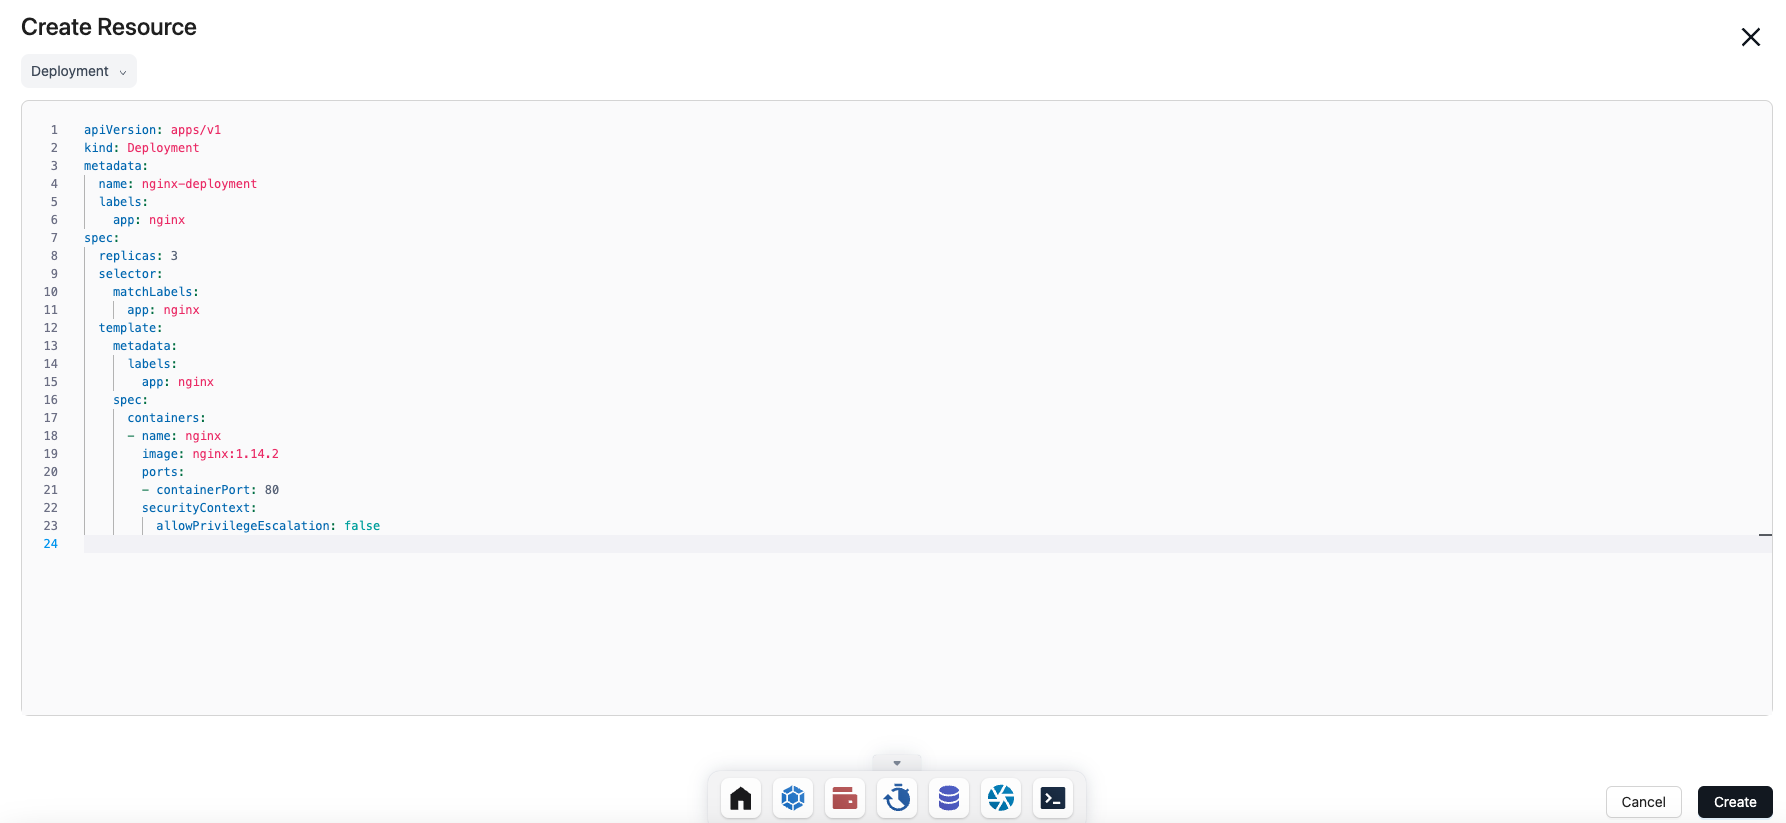 Create Resource
Deployment
1 apiVersion: apps/v1
2 kind: Deployment
3 metadata:
4   name: nginx-deployment
5   labels:
6     app: nginx
7 spec:
8   replicas: 3
9   selector:
10     matchLabels:
11       app: nginx
12   template:
13     metadata:
14       labels:
15         app: nginx
16     spec:
17       containers:
18       - name: nginx
19         image: nginx:1.14.2
20         ports:
21         - containerPort: 80
22         securityContext:
23           allowPrivilegeEscalation: false
24
Cancel
Create